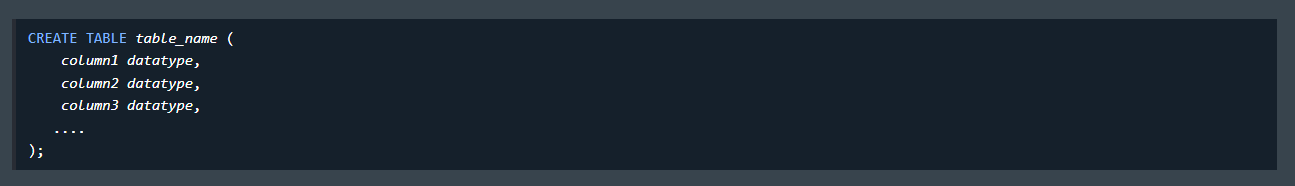 CREATE TABLE table_name (
column1 datatype,
column2 datatype,
column3 datatype,
....
);